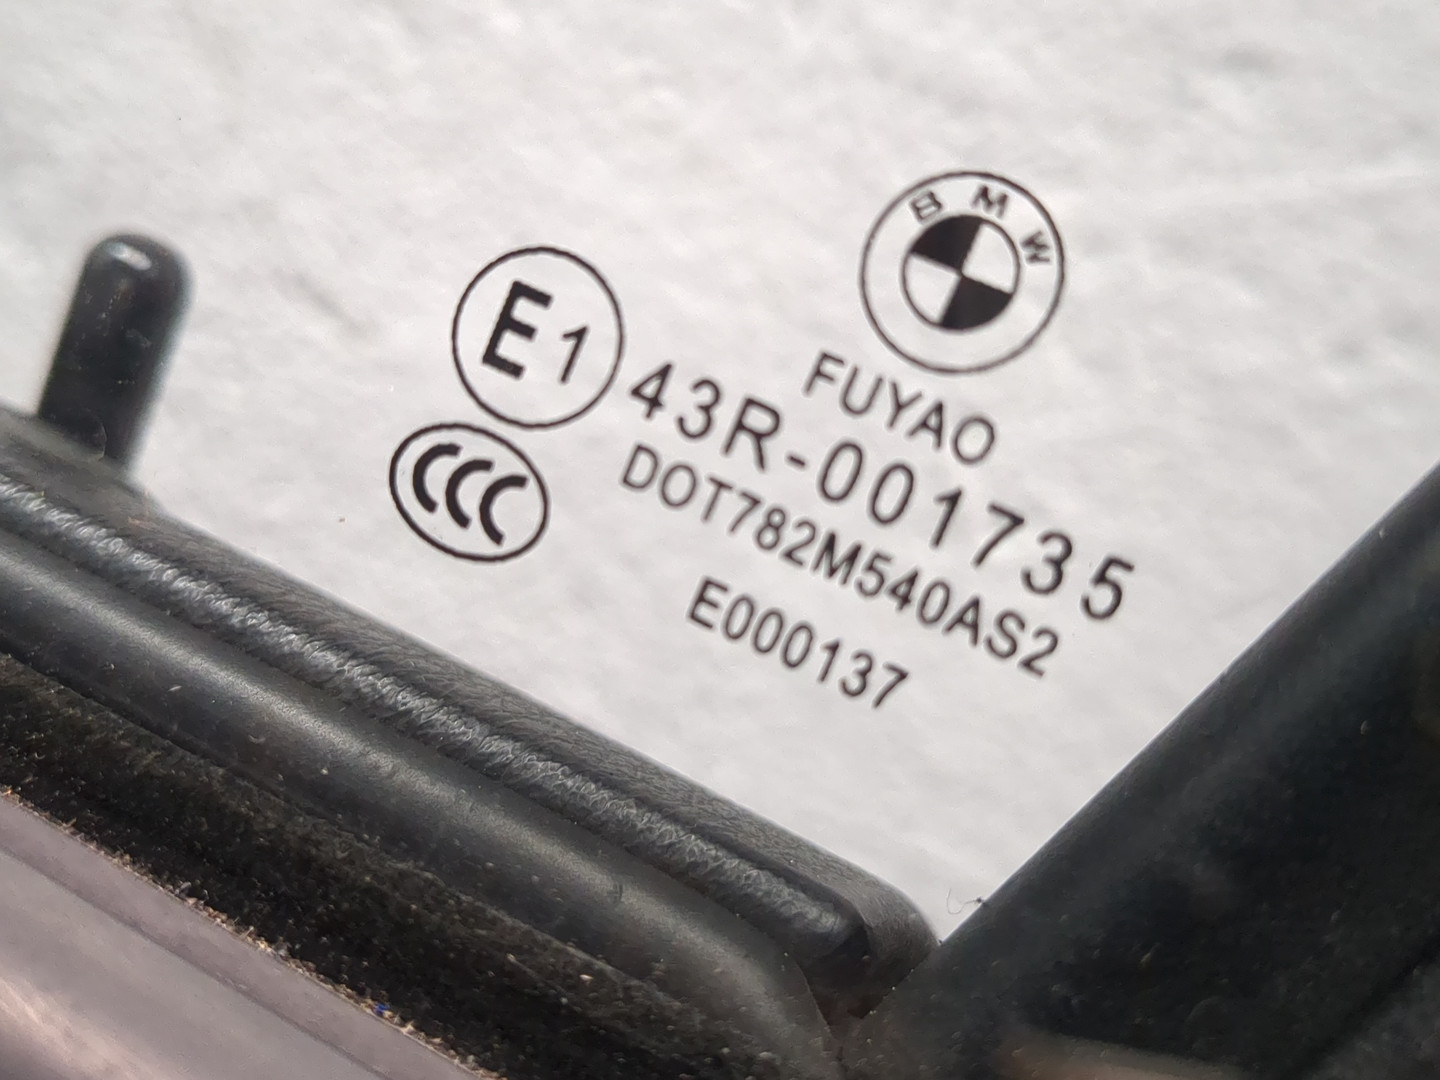 BMW
FUYAO
E1 43R-001735
CCC DOT782M540AS2
E000137